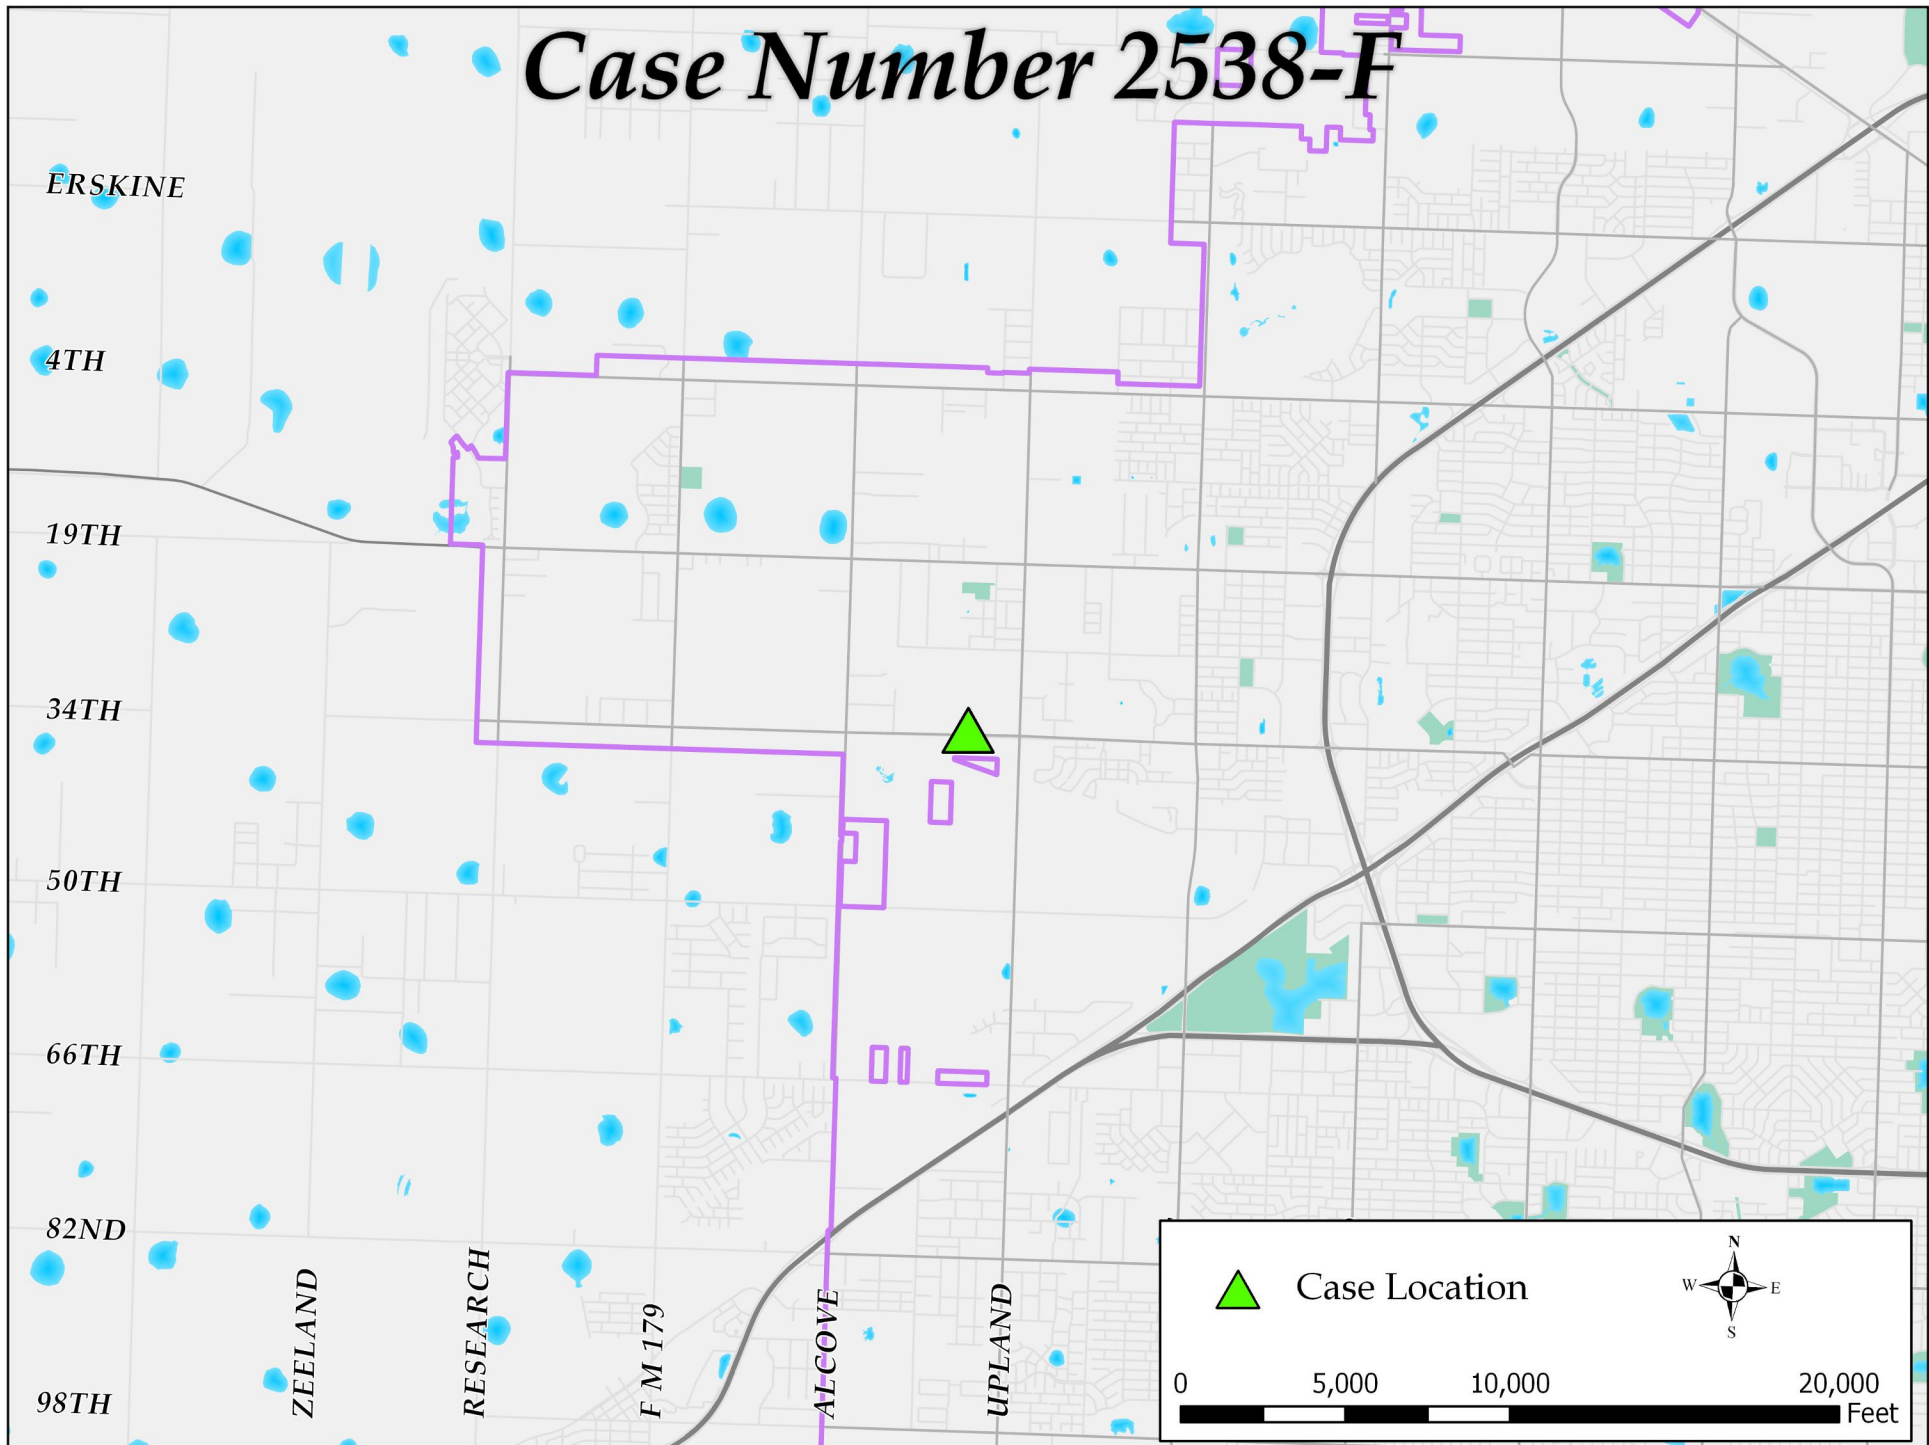 Case Number 2538-F
ERSKINE
4TH
19TH
34TH
50TH
66TH
82ND
98TH
ZEELAND
RESEARCH
F M 179
ALCOVE
UPLAND
Case Location
N
W
E
S
0
5,000
10,000
20,000
Feet